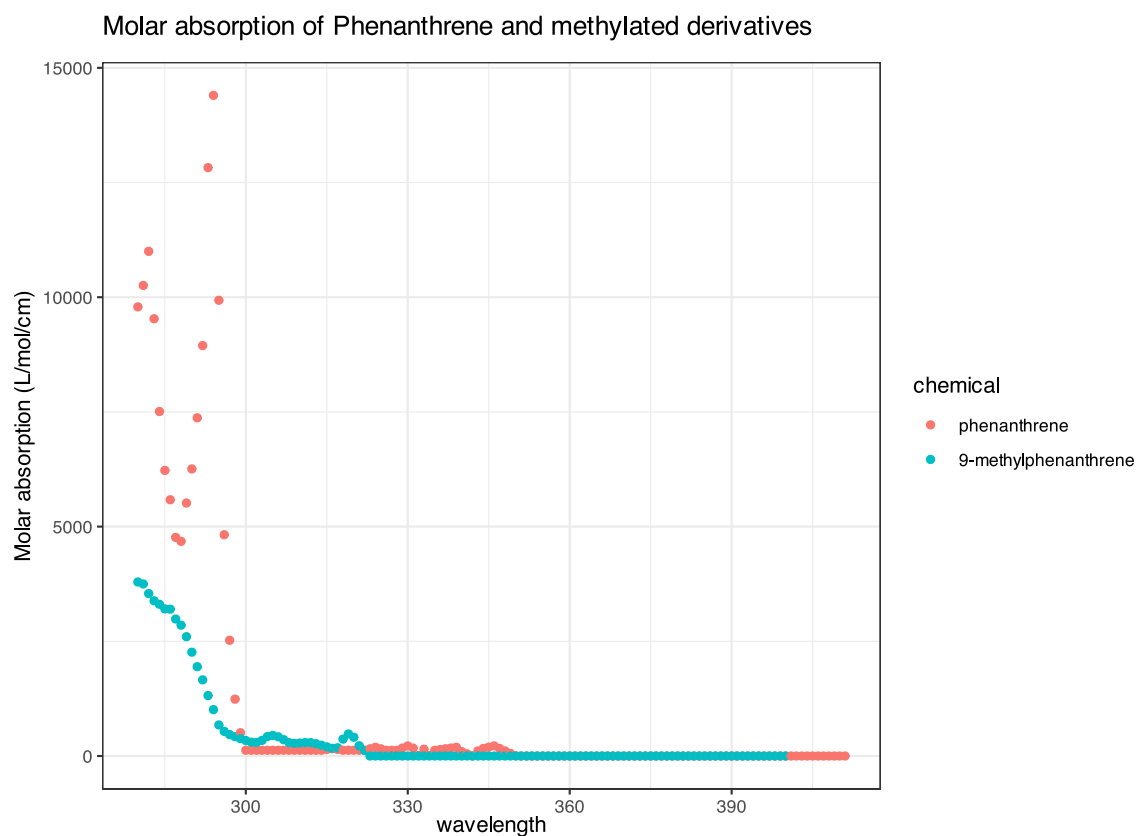 Molar absorption of Phenanthrene and methylated derivatives
15000
10000
5000
0
Molar absorption (L/mol/cm)
300
330
360
390
wavelength
chemical
phenanthrene
9-methylphenanthrene